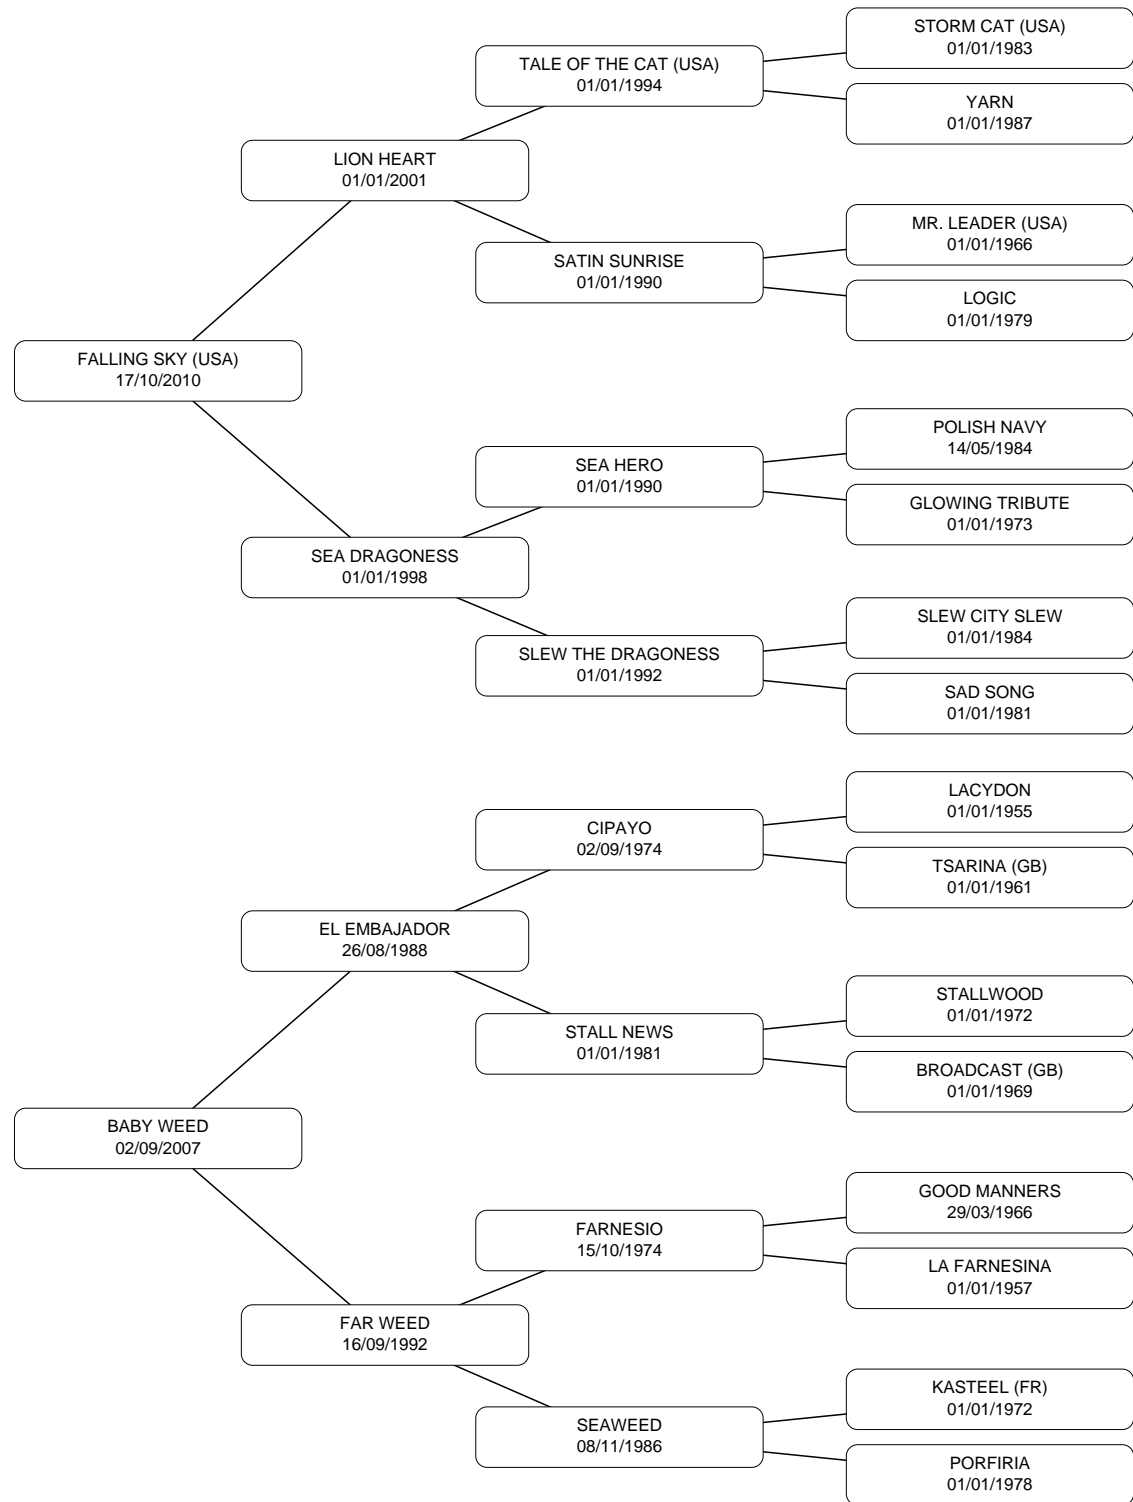 STORM CAT (USA)
01/01/1983
TALE OF THE CAT (USA)
01/01/1994
YARN
01/01/1987
LION HEART
01/01/2001
MR. LEADER (USA)
01/01/1966
SATIN SUNRISE
01/01/1990
LOGIC
01/01/1979
FALLING SKY (USA)
17/10/2010
POLISH NAVY
14/05/1984
SEA HERO
01/01/1990
GLOWING TRIBUTE
01/01/1973
SEA DRAGONESS
01/01/1998
SLEW CITY SLEW
01/01/1984
SLEW THE DRAGONESS
01/01/1992
SAD SONG
01/01/1981
LACYDON
01/01/1955
CIPAYO
02/09/1974
TSARINA (GB)
01/01/1961
EL EMBAJADOR
26/08/1988
STALLWOOD
01/01/1972
STALL NEWS
01/01/1981
BROADCAST (GB)
01/01/1969
BABY WEED
02/09/2007
GOOD MANNERS
29/03/1966
FARNESIO
15/10/1974
LA FARNESINA
01/01/1957
FAR WEED
16/09/1992
KASTEEL (FR)
01/01/1972
SEAWEED
08/11/1986
PORFIRIA
01/01/1978